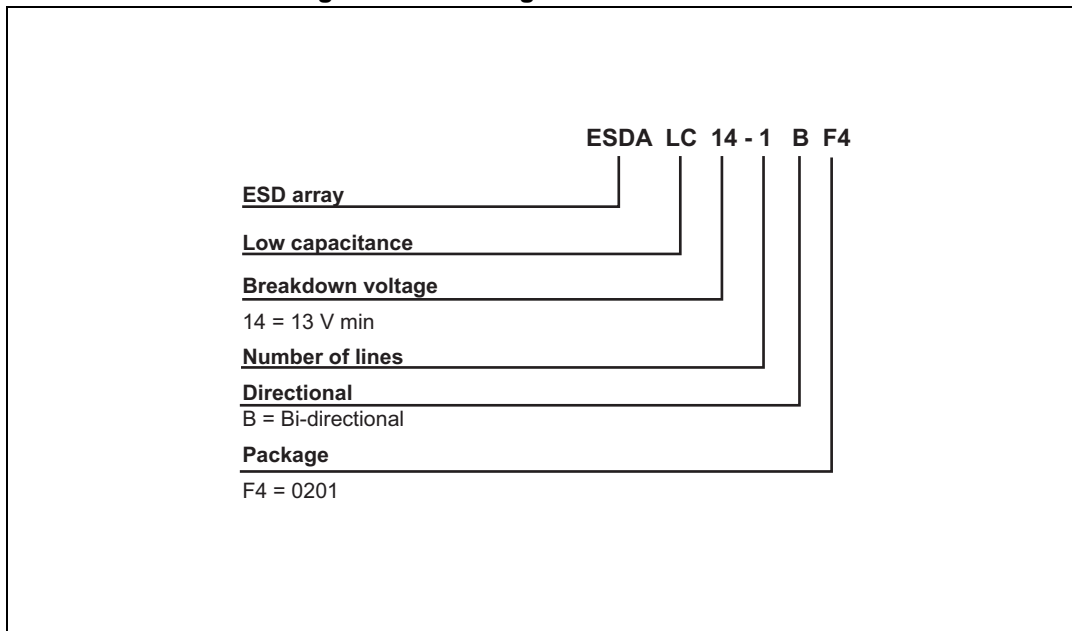 ESDA LC 14 - 1 B F4
ESD array
Low capacitance
Breakdown voltage
14 = 13 V min
Number of lines
Directional
B = Bi-directional
Package
F4 = 0201